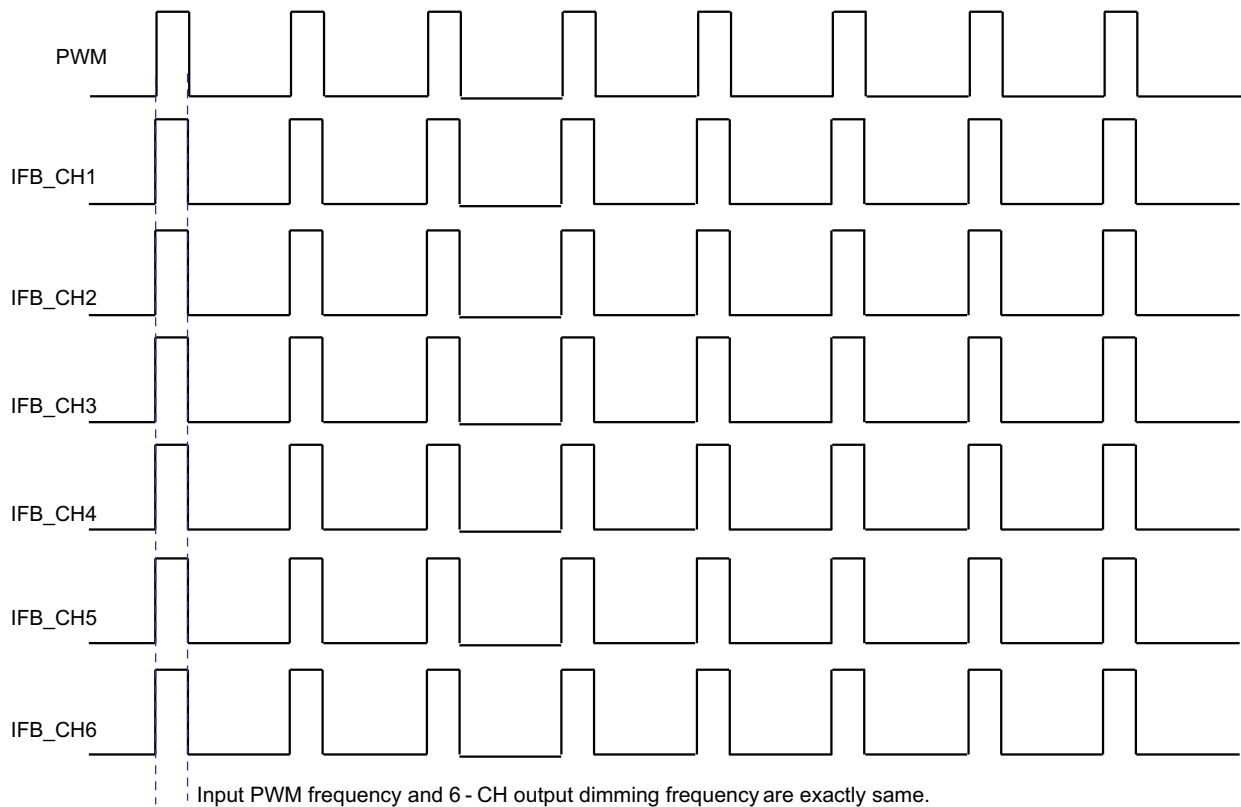 PWM
IFB_CH1
IFB_CH2
IFB_CH3
IFB_CH4
IFB_CH5
IFB_CH6
Input PWM frequency and 6 - CH output dimming frequency are exactly same.